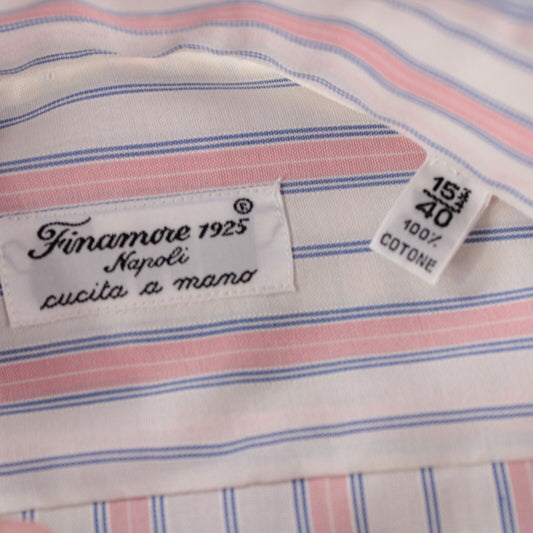 Finamore 1925®
Napoli
cucita a mano
15¾
40
100%
COTONE